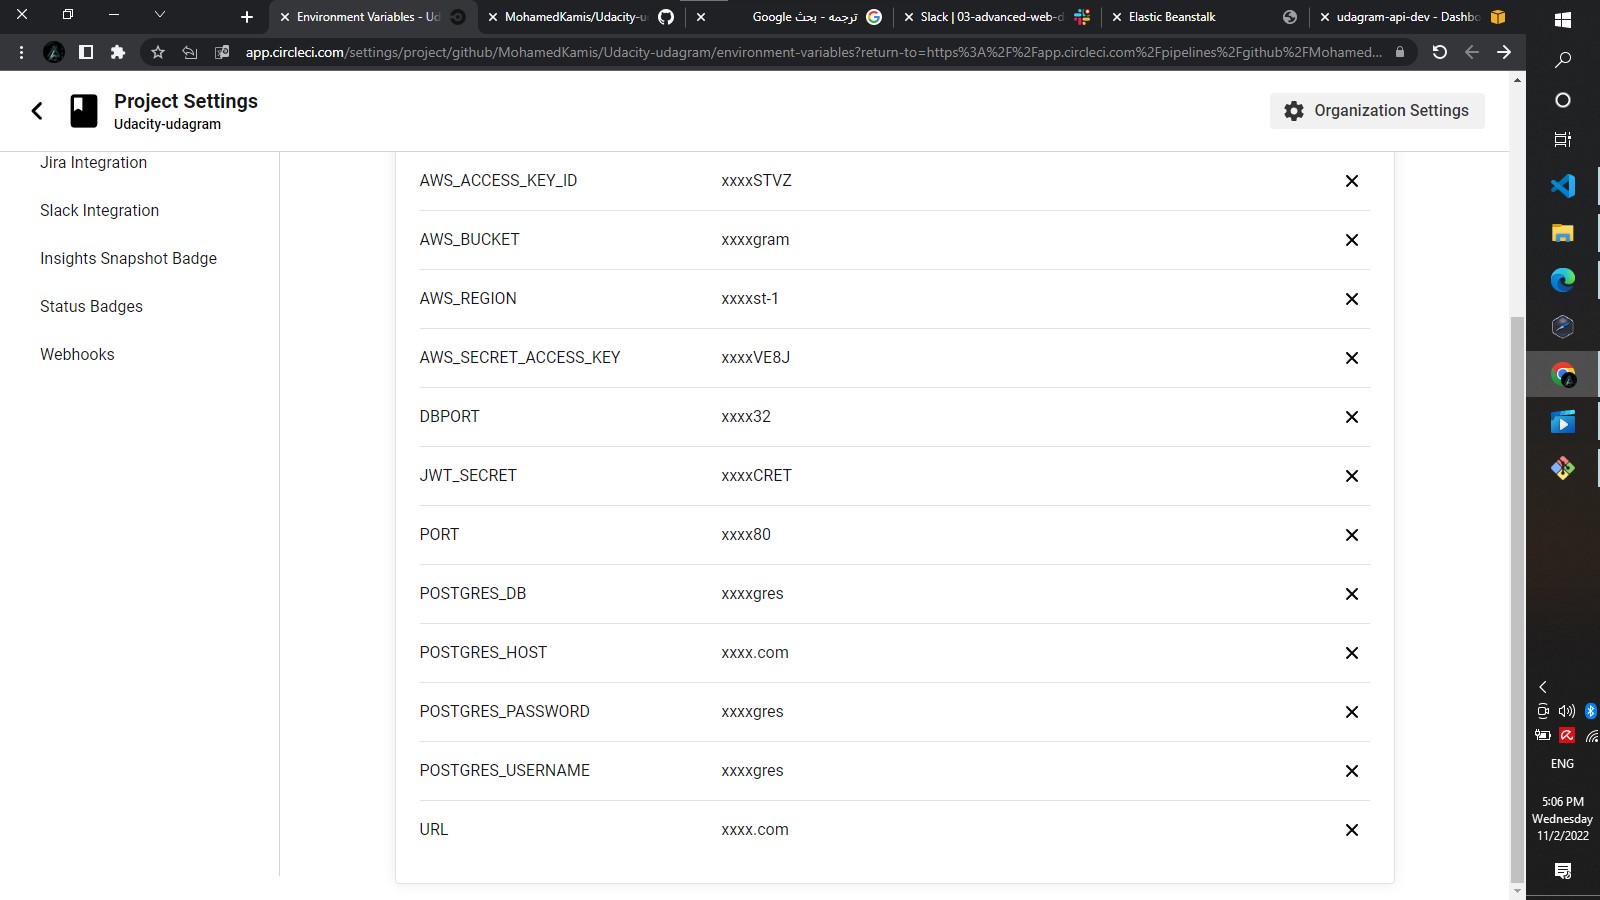 Environment Variables - Ud
MohamedKamis/Udacity-u
ترجمه - بحث Google
Slack | 03-advanced-web-d
Elastic Beanstalk
udagram-api-dev - Dashbo
app.circleci.com/settings/project/github/MohamedKamis/Udacity-udagram/environment-variables?return-to=https%3A%2F%2Fapp.circleci.com%2Fpipelines%2Fgithub%2FMohamed...
Project Settings
Udacity-udagram
Organization Settings
Jira Integration
Slack Integration
Insights Snapshot Badge
Status Badges
Webhooks
AWS_ACCESS_KEY_ID xxxxSTVZ
AWS_BUCKET xxxxgram
AWS_REGION xxxxst-1
AWS_SECRET_ACCESS_KEY xxxxVE8J
DBPORT xxxx32
JWT_SECRET xxxxCRET
PORT xxxx80
POSTGRES_DB xxxxgres
POSTGRES_HOST xxxx.com
POSTGRES_PASSWORD xxxxgres
POSTGRES_USERNAME xxxxgres
URL xxxx.com
ENG
5:06 PM
Wednesday
11/2/2022